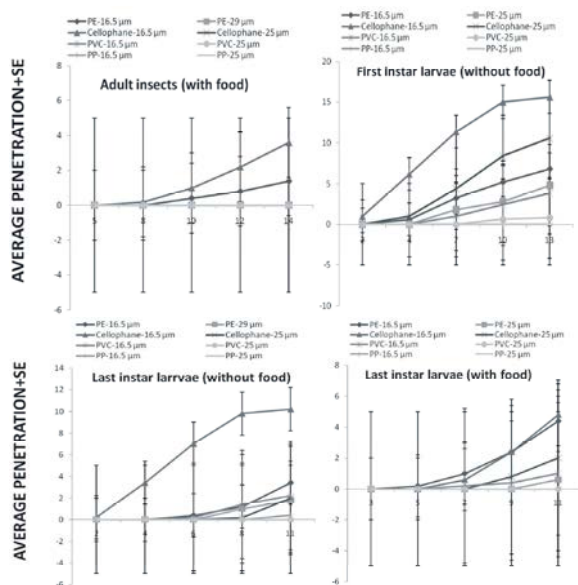 PE-16.5 µm PE-29 µm
Cellophane-16.5 µm Cellophane-25 µm
PVC-16.5 µm PVC-25 µm
PP-16.5 µm PP-25 µm
Adult insects (with food)
AVERAGE PENETRATION+SE
8
6
4
2
0
-2
-4
-6
5 8 10 12 14
PE-16.5 µm PE-25 µm
Cellophane-16.5 µm Cellophane-25 µm
PVC-16.5 µm PVC-25 µm
PP-16.5 µm PP-25 µm
First instar larvae (without food)
20
15
10
5
0
-5
-10
10 13
PE-16.5 µm PE-29 µm
Cellophane-16.5 µm Cellophane-25 µm
PVC-16.5 µm PVC-25 µm
PP-16.5 µm PP-25 µm
Last instar larrvae (without food)
AVERAGE PENETRATION+SE
14
12
10
8
6
4
2
0
-2
-4
-6
6 8 11
PE-16.5 µm PE-25 µm
Cellophane-16.5 µm Cellophane-25 µm
PVC-16.5 µm PVC-25 µm
PP-16.5 µm PP-25 µm
Last instar larvae (with food)
8
6
4
2
0
-2
-4
-6
3 5 9 11